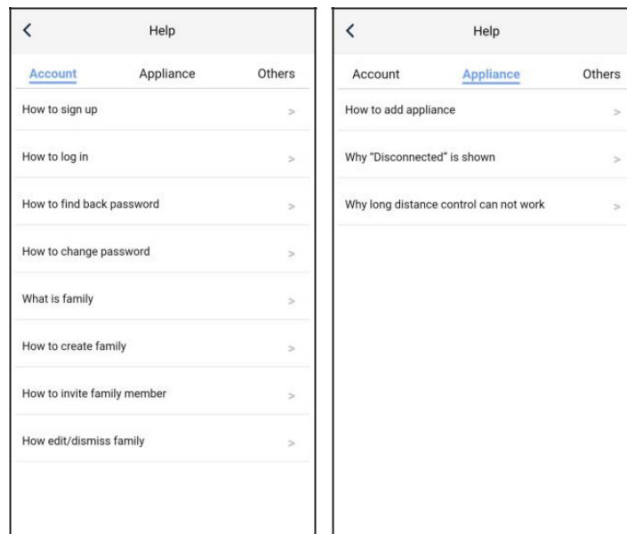 Help
Account Appliance Others
How to sign up >
How to log in >
How to find back password >
How to change password >
What is family >
How to create family >
How to invite family member >
How edit/dismiss family >
Help
Account Appliance Others
How to add appliance >
Why “Disconnected” is shown >
Why long distance control can not work >